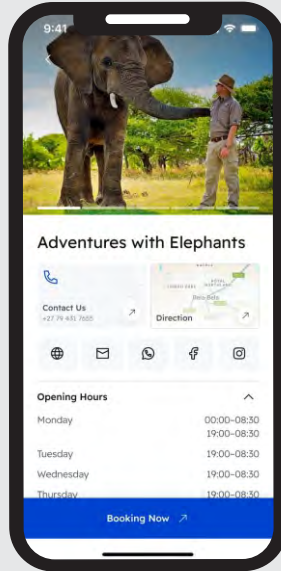 9:41
Adventures with Elephants
Contact Us
+27 79 431 7655
Direction
Opening Hours
Monday 00:00–08:30
19:00–08:30
Tuesday 19:00–08:30
Wednesday 19:00–08:30
Thursday 19:00–08:30
Booking Now